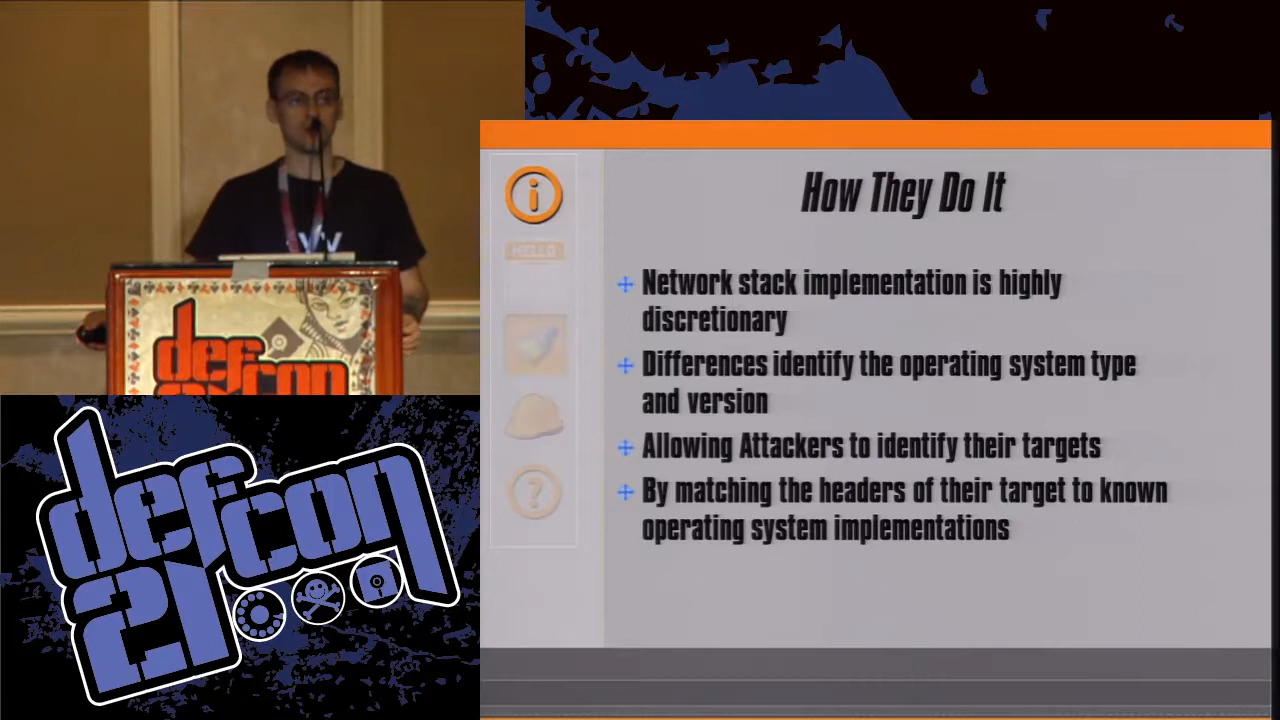 How They Do It
HELLO
Network stack implementation is highly
discretionary
Differences identify the operating system type
and version
Allowing Attackers to identify their targets
By matching the headers of their target to known
operating system implementations
defcon
defcon
21